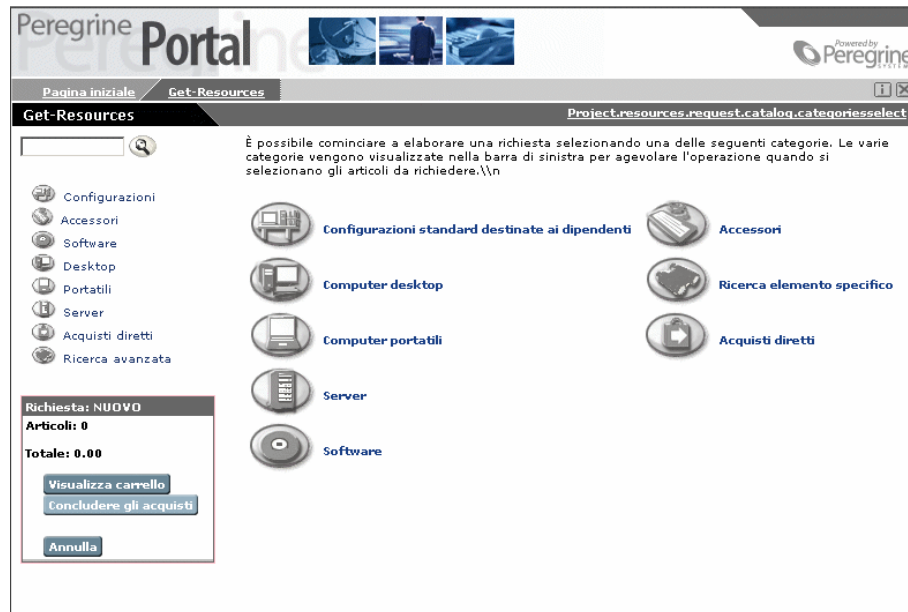 Peregrine Portal
Powered by
Peregrine
SYSTEMS
Pagina iniziale Get-Resources
Get-Resources Project.resources.request.catalog.categoriesselect
È possibile cominciare a elaborare una richiesta selezionando una delle seguenti categorie. Le varie
categorie vengono visualizzate nella barra di sinistra per agevolare l'operazione quando si
selezionano gli articoli da richiedere.\\n
Configurazioni
Accessori
Software
Desktop
Portatili
Server
Acquisti diretti
Ricerca avanzata
Configurazioni standard destinate ai dipendenti
Accessori
Computer desktop
Ricerca elemento specifico
Computer portatili
Acquisti diretti
Server
Software
Richiesta: NUOVO
Articoli: 0
Totale: 0.00
Visualizza carrello
Concludere gli acquisti
Annulla